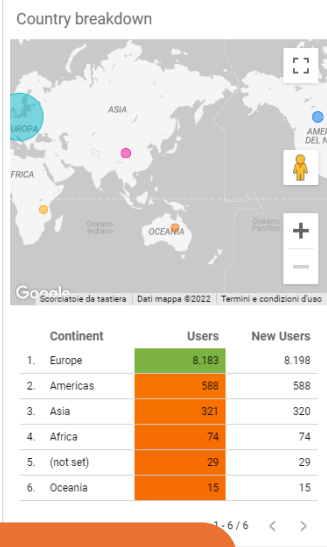 Country breakdown
ASIA
EUROPA
AME
DEL N
FRICA
Oceano
Indiano
OCEANIA
Oceano
Pacifico
Google
Scorciatoie da tastiera Dati mappa ©2022 Termini e condizioni d'uso
Continent Users New Users
1. Europe 8.183 8.198
2. Americas 588 588
3. Asia 321 320
4. Africa 74 74
5. (not set) 29 29
6. Oceania 15 15
1 - 6 / 6